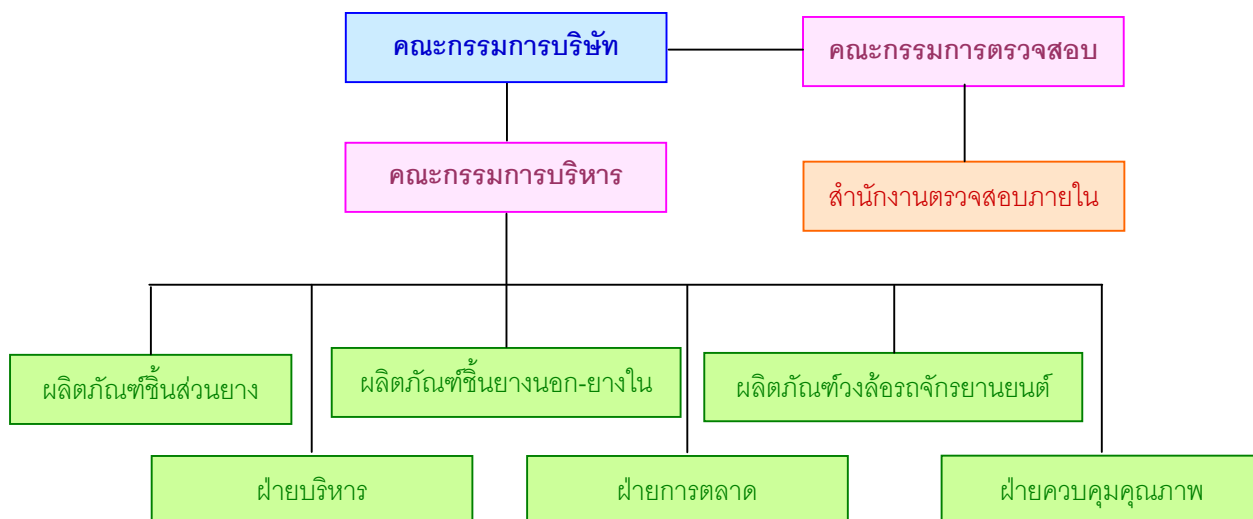 คณะกรรมการบริษัท
คณะกรรมการตรวจสอบ
คณะกรรมการบริหาร
สำนักงานตรวจสอบภายใน
ผลิตภัณฑ์ชิ้นส่วนยาง
ผลิตภัณฑ์ชิ้นยางนอก-ยางใน
ผลิตภัณฑ์วงล้อรถจักรยานยนต์
ฝ่ายบริหาร
ฝ่ายการตลาด
ฝ่ายควบคุมคุณภาพ